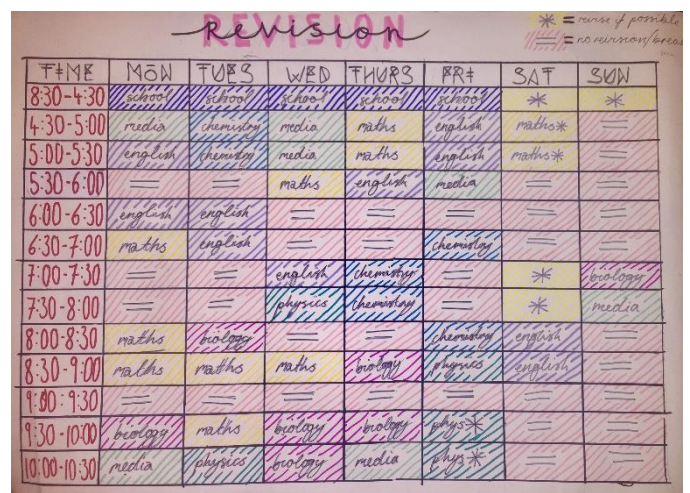 REVISION
Revision
* = revise if possible
= = no revision/break
TIME MON TUES WED THURS FRI SAT SUN
8:30-4:30 school school school school school * *
4:30-5:00 media chemistry media maths english maths* =
5:00-5:30 english chemistry media maths english maths* =
5:30-6:00 = = maths english media = =
6:00-6:30 english english = = = = =
6:30-7:00 maths english = = chemistry = =
7:00-7:30 = = english chemistry = * biology
7:30-8:00 = = physics chemistry = * media
8:00-8:30 maths biology = = chemistry english =
8:30-9:00 maths maths maths biology physics english =
9:00:9:30 = = = = = = =
9:30-10:00 biology maths biology biology phys* = =
10:00-10:30 media physics biology media phys* = =